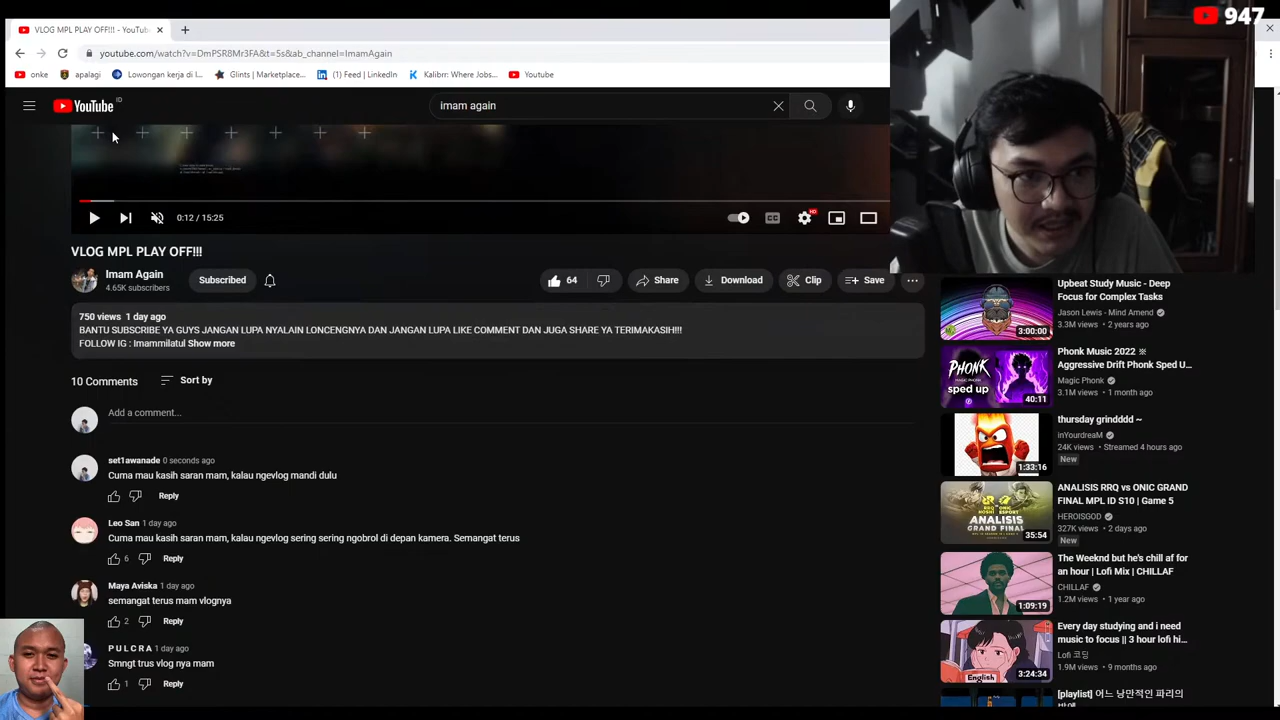 VLOG MPL PLAY OFF!!! - YouTub
947
youtube.com/watch?v=DmPSR8Mr3FA&t=5s&ab_channel=ImamAgain
onke
apalagi
Lowongan kerja di I...
Glints | Marketplace...
(1) Feed | LinkedIn
Kalibrr: Where Jobs...
Youtube
YouTube ID
imam again
0:12 / 15:25
CC
HD
VLOG MPL PLAY OFF!!!
Imam Again
4.65K subscribers
Subscribed
64
Share
Download
Clip
Save
750 views 1 day ago
BANTU SUBSCRIBE YA GUYS JANGAN LUPA NYALAIN LONCENGNYA DAN JANGAN LUPA LIKE COMMENT DAN JUGA SHARE YA TERIMAKASIH!!!
FOLLOW IG : Imammilatul Show more
10 Comments
Sort by
Add a comment...
set1awanade 0 seconds ago
Cuma mau kasih saran mam, kalau ngevlog mandi dulu
Reply
Leo San 1 day ago
Cuma mau kasih saran mam, kalau ngevlog sering sering ngobrol di depan kamera. Semangat terus
6
Reply
Maya Aviska 1 day ago
semangat terus mam vlognya
2
Reply
P U L C R A 1 day ago
Smngt trus vlog nya mam
1
Reply
Upbeat Study Music - Deep
Focus for Complex Tasks
Jason Lewis - Mind Amend
3.3M views • 2 years ago
3:00:00
Phonk Music 2022 ※
Aggressive Drift Phonk Sped U...
Magic Phonk
3.1M views • 1 month ago
PHONK
MAGIC PHONK
sped up
40:11
thursday grindddd ~
inYourdreaM
24K views • Streamed 4 hours ago
New
1:33:16
ANALISIS RRQ vs ONIC GRAND
FINAL MPL ID S10 | Game 5
HEROISGOD
327K views • 2 days ago
New
RRQ HOSHI
ONIC ESPORT
ANALISIS
GRAND FINAL
35:54
The Weeknd but he's chill af for
an hour | Lofi Mix | CHILLAF
CHILLAF
1.2M views • 1 year ago
1:09:19
Every day studying and i need
music to focus || 3 hour lofi hi...
Lofi 코딩
1.9M views • 9 months ago
English
3:24:34
[playlist] 어느 낭만적인 파리의